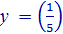 y = (1/5)